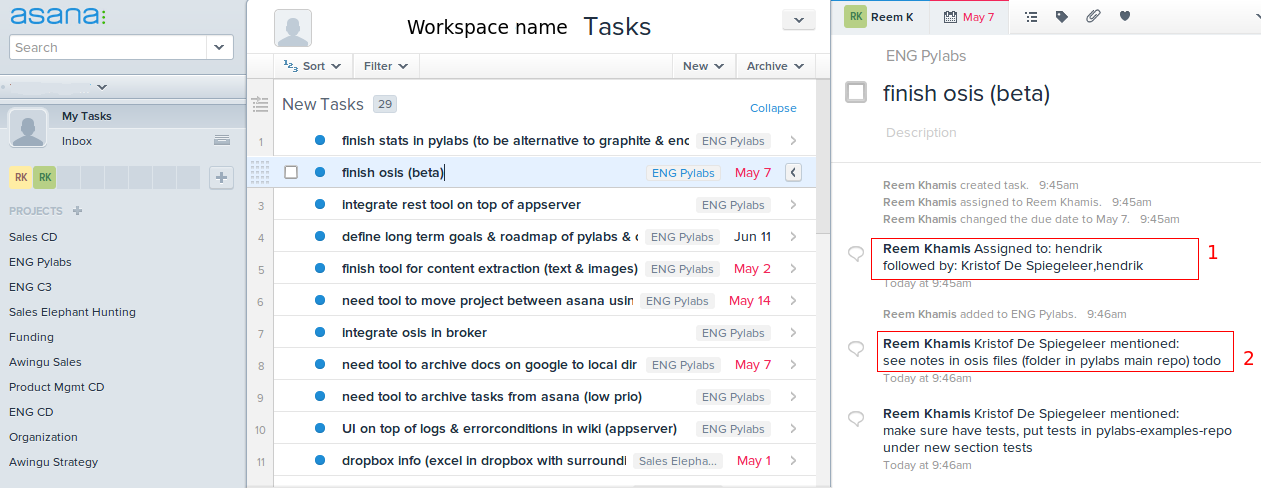 asana:
Search
My Tasks
Inbox
RK RK
PROJECTS +
Sales CD
ENG Pylabs
ENG C3
Sales Elephant Hunting
Funding
Awingu Sales
Product Mgmt CD
ENG CD
Organization
Awingu Strategy
Workspace name Tasks
123 Sort Filter New Archive
New Tasks 29 Collapse
1 finish stats in pylabs (to be alternative to graphite & enc ENG Pylabs
finish osis (beta) ENG Pylabs May 7
3 integrate rest tool on top of appserver ENG Pylabs
4 define long term goals & roadmap of pylabs & c ENG Pylabs Jun 11
5 finish tool for content extraction (text & images) ENG Pylabs May 2
6 need tool to move project between asana usin ENG Pylabs May 14
7 integrate osis in broker ENG Pylabs
8 need tool to archive docs on google to local dir ENG Pylabs May 7
9 need tool to archive tasks from asana (low prio) ENG Pylabs
10 UI on top of logs & errorconditions in wiki (appserver) ENG Pylabs
11 dropbox info (excel in dropbox with surroundi Sales Elepha... May 1
RK Reem K May 7
ENG Pylabs
finish osis (beta)
Description
Reem Khamis created task. 9:45am
Reem Khamis assigned to Reem Khamis. 9:45am
Reem Khamis changed the due date to May 7. 9:45am
Reem Khamis Assigned to: hendrik
followed by: Kristof De Spiegeleer,hendrik
1
Today at 9:45am
Reem Khamis added to ENG Pylabs. 9:46am
Reem Khamis Kristof De Spiegeleer mentioned:
see notes in osis files (folder in pylabs main repo) todo
2
Today at 9:46am
Reem Khamis Kristof De Spiegeleer mentioned:
make sure have tests, put tests in pylabs-examples-repo
under new section tests
Today at 9:46am